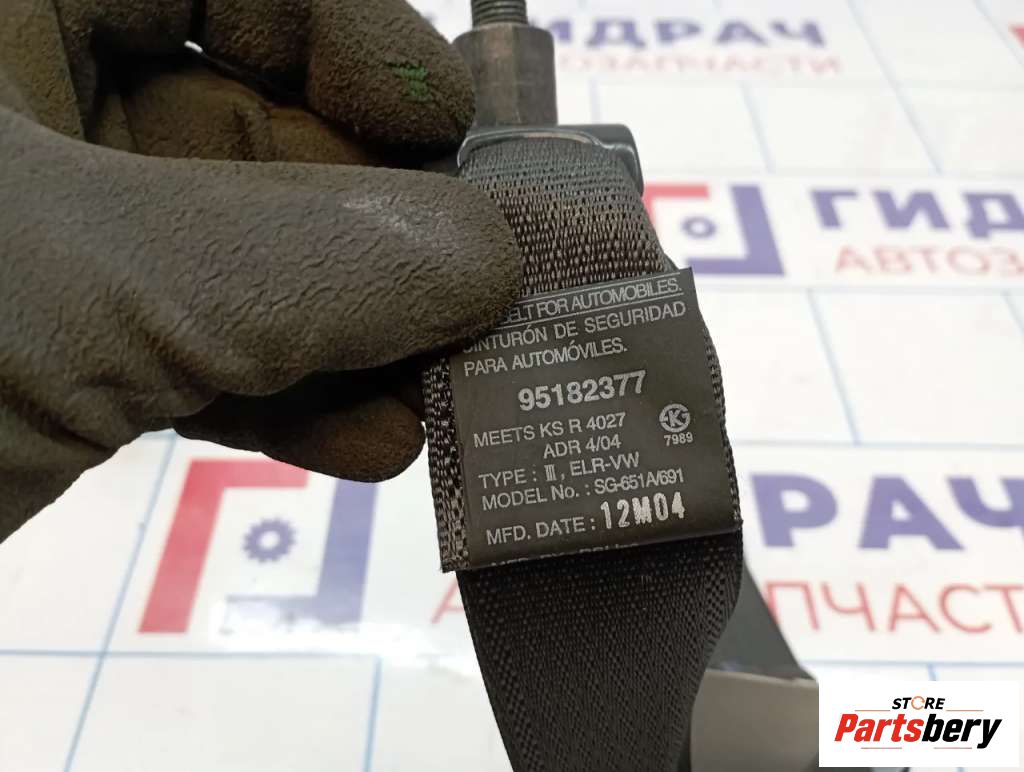 ГИДРАЧ
АВТОЗАПЧАСТИ
BELT FOR AUTOMOBILES.
CINTURÓN DE SEGURIDAD
PARA AUTOMÓVILES.
95182377
MEETS KS R 4027
ADR 4/04
K
7989
TYPE : III, ELR-VW
MODEL No. : SG-651A/691
MFD. DATE : 12M04
STORE
Partsbery